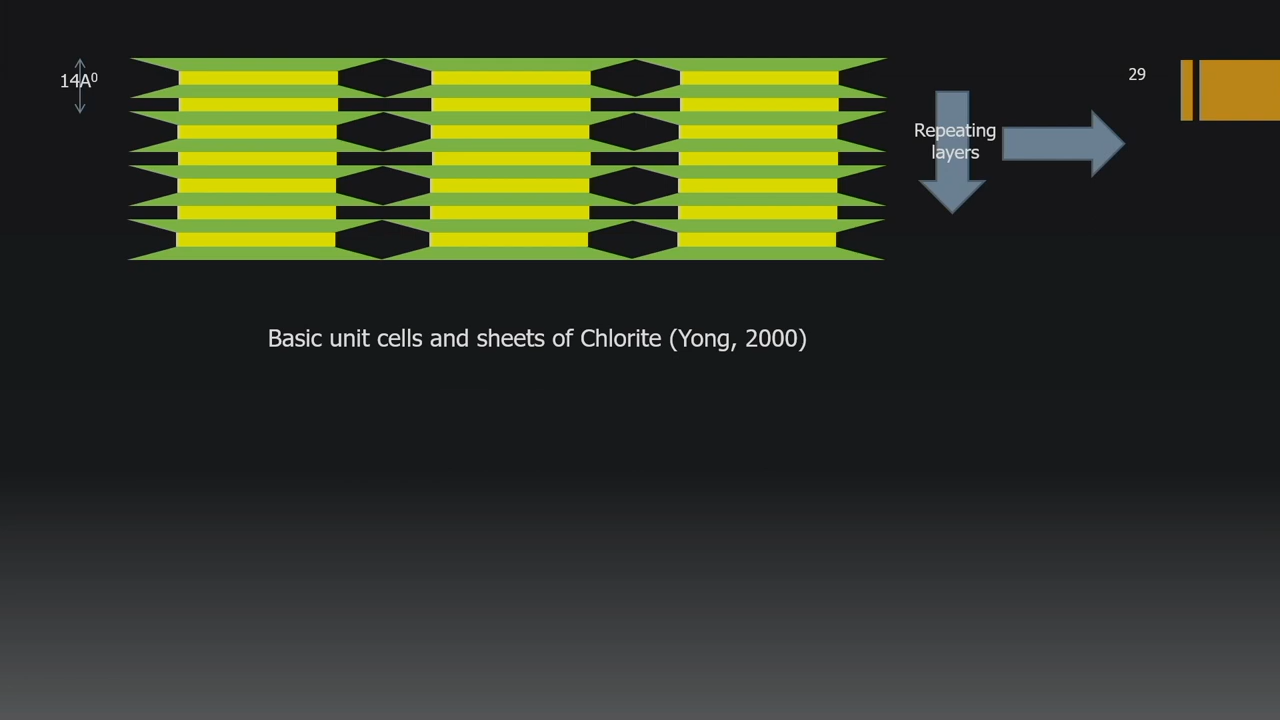 14A⁰
29
Repeating
layers
Basic unit cells and sheets of Chlorite (Yong, 2000)